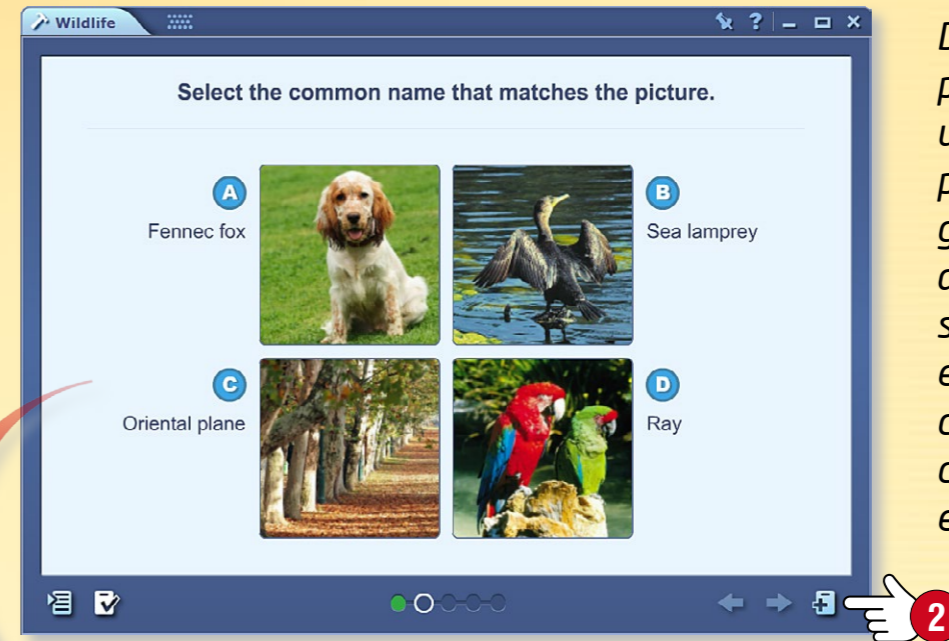 Wildlife
Select the common name that matches the picture.
A
Fennec fox
B
Sea lamprey
C
Oriental plane
D
Ray
2